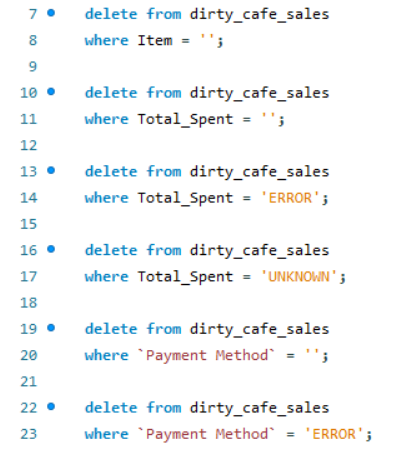 7 delete from dirty_cafe_sales
8 where Item = '';
9
10 delete from dirty_cafe_sales
11 where Total_Spent = '';
12
13 delete from dirty_cafe_sales
14 where Total_Spent = 'ERROR';
15
16 delete from dirty_cafe_sales
17 where Total_Spent = 'UNKNOWN';
18
19 delete from dirty_cafe_sales
20 where `Payment Method` = '';
21
22 delete from dirty_cafe_sales
23 where `Payment Method` = 'ERROR';